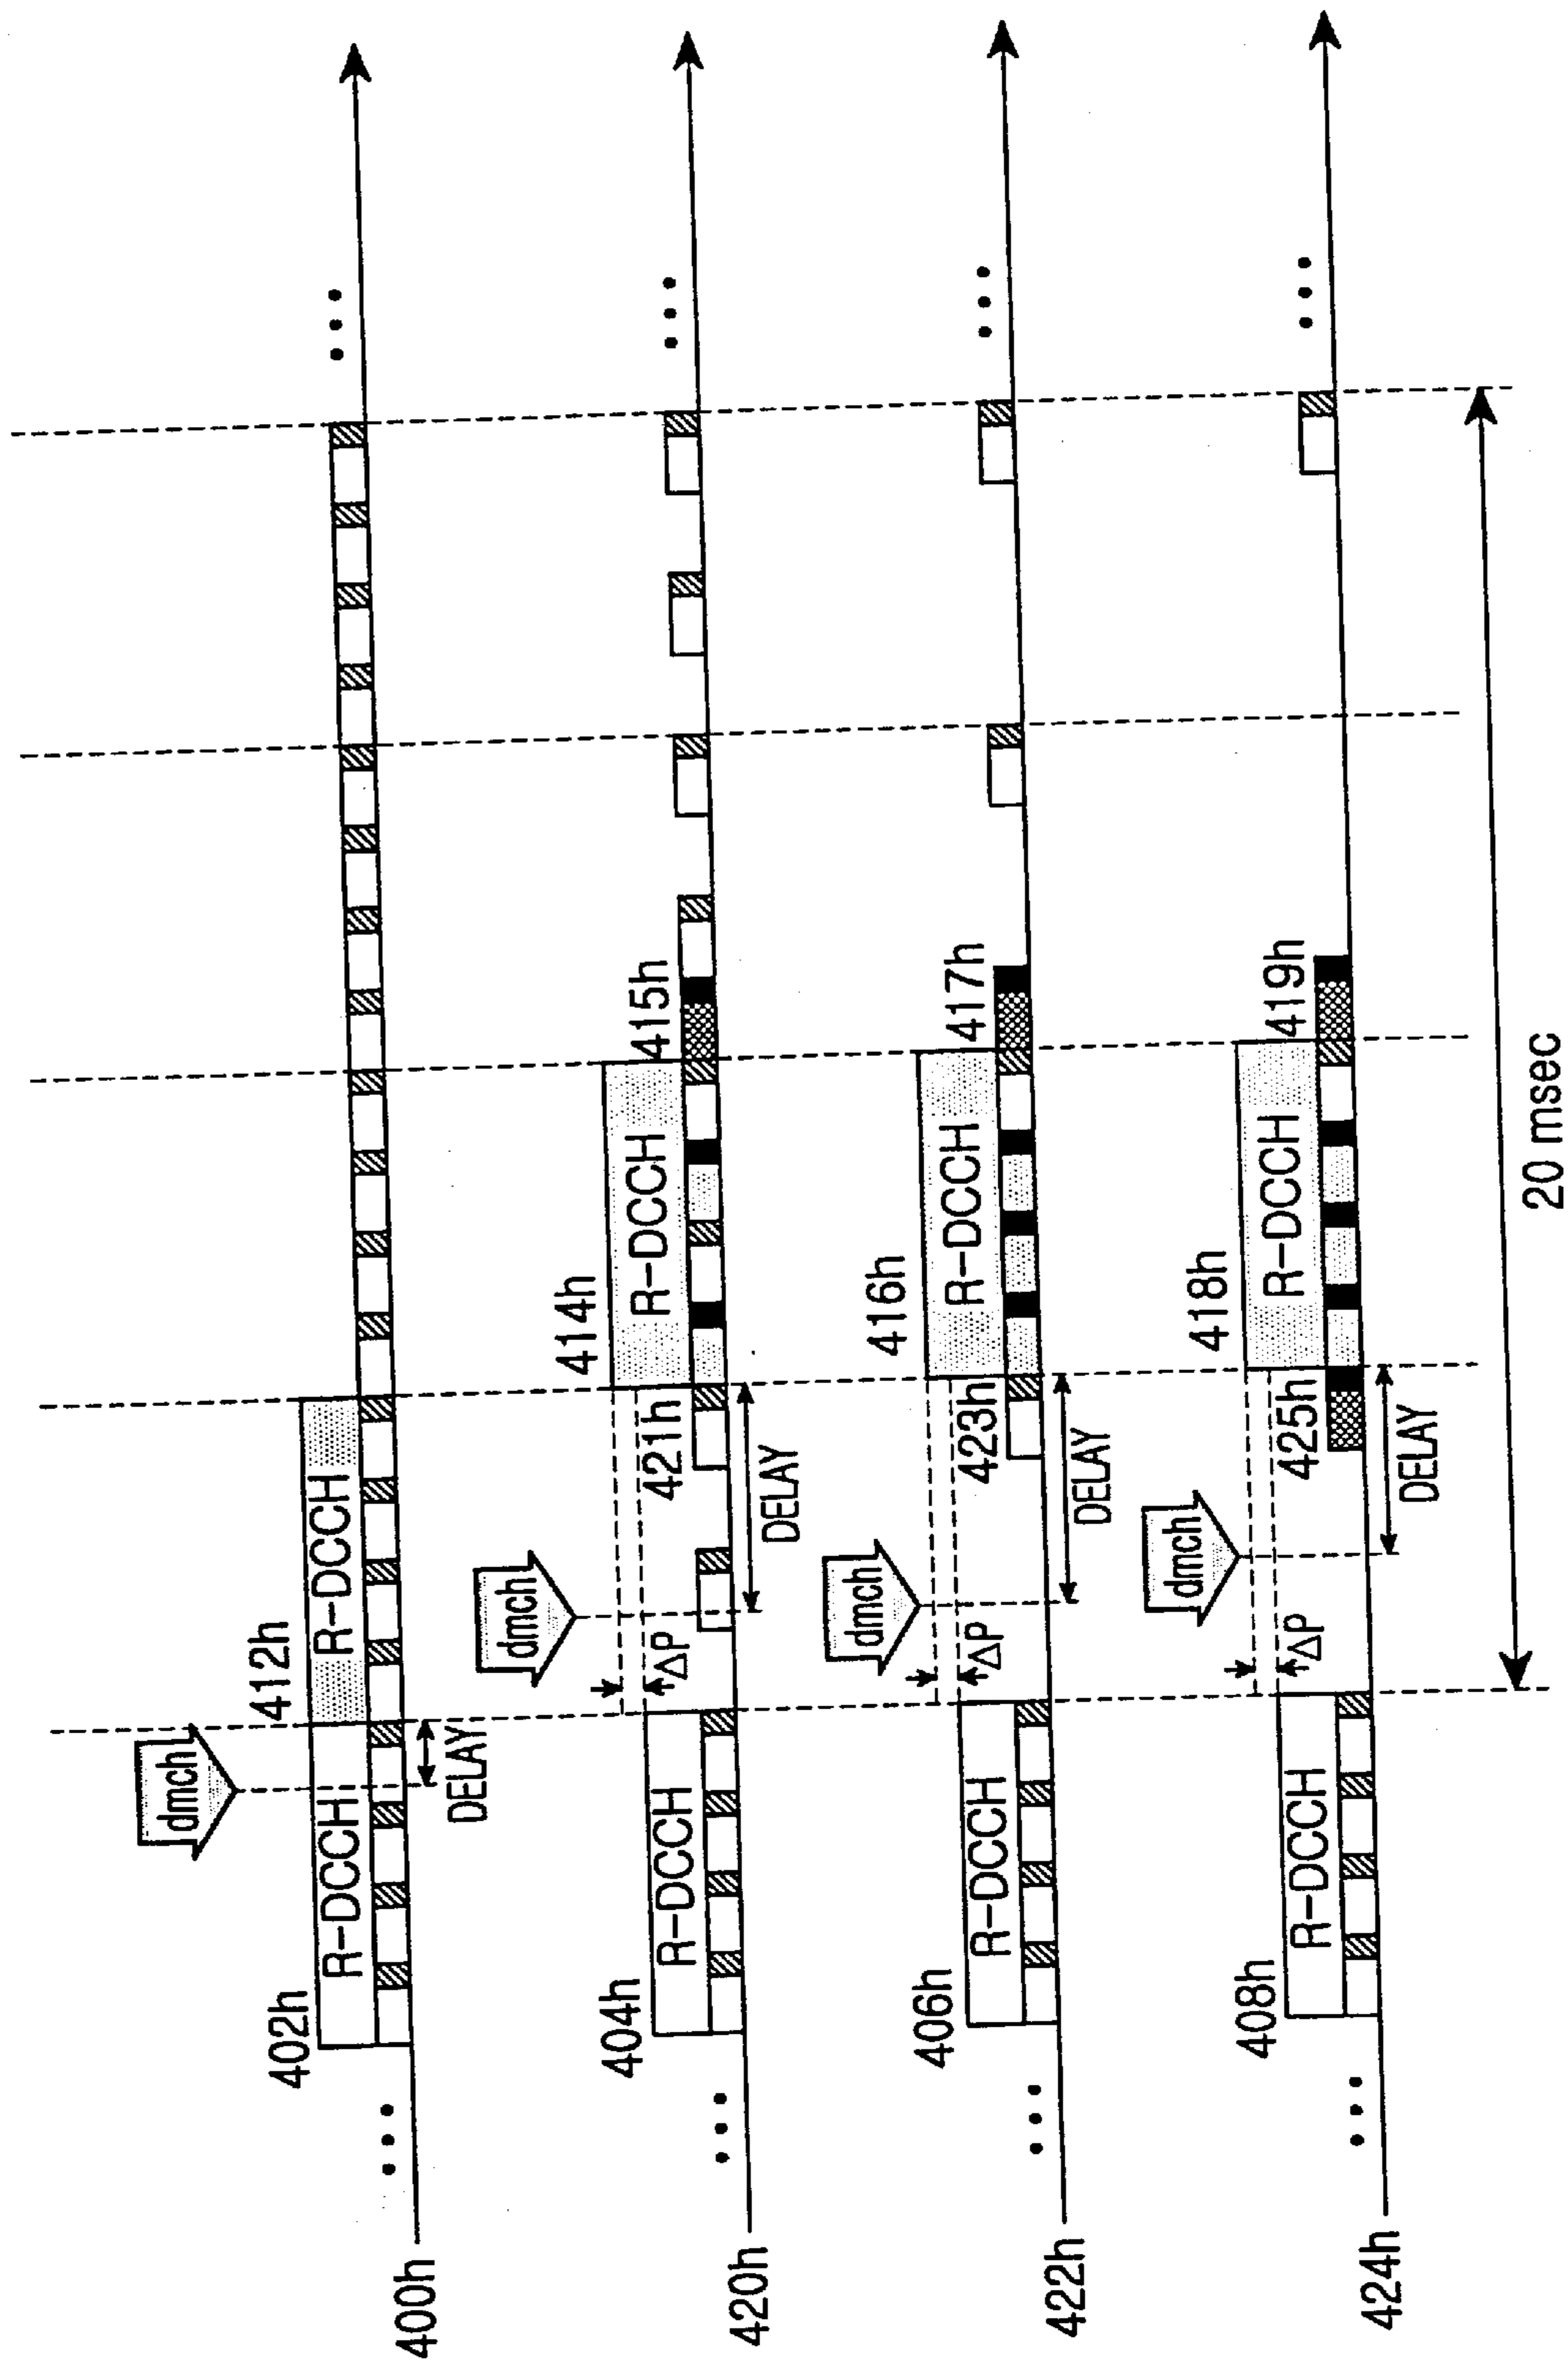 dmch
402h
R-DCCH
412h
R-DCCH
...
...
400h
DELAY
dmch
404h
R-DCCH
ΔP
414h
R-DCCH
421h
415h
...
...
420h
DELAY
dmch
406h
R-DCCH
ΔP
416h
R-DCCH
423h
417h
...
...
422h
DELAY
dmch
408h
R-DCCH
ΔP
418h
R-DCCH
425h
419h
...
...
424h
DELAY
20 msec